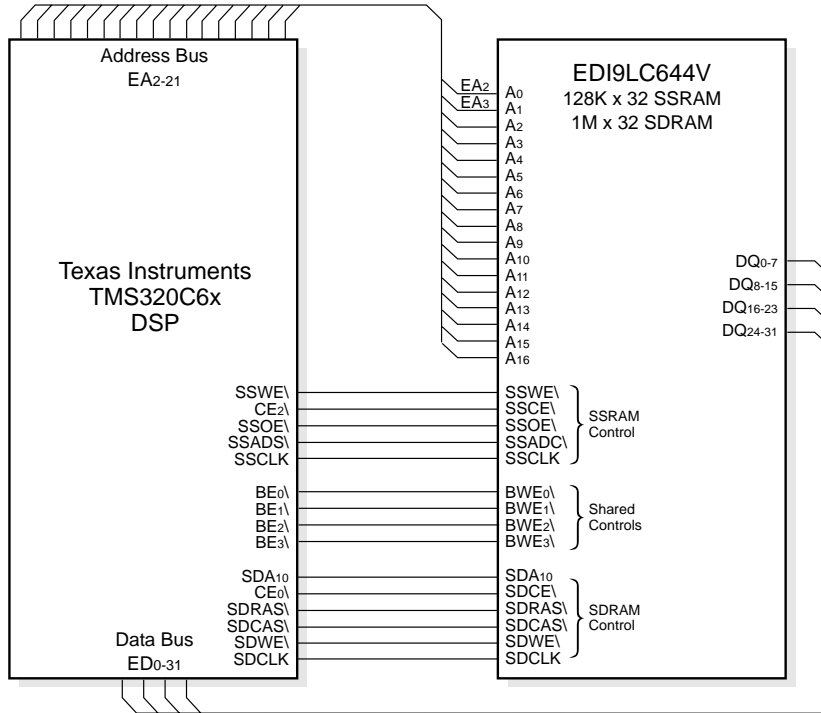 Address Bus
EA2-21
Texas Instruments
TMS320C6x
DSP
SSWE\
CE2\
SSOE\
SSADS\
SSCLK
BE0\
BE1\
BE2\
BE3\
SDA10
CE0\
SDRAS\
SDCAS\
SDWE\
SDCLK
Data Bus
ED0-31
EA2
EA3
EDI9LC644V
128K x 32 SSRAM
1M x 32 SDRAM
A0
A1
A2
A3
A4
A5
A6
A7
A8
A9
A10
A11
A12
A13
A14
A15
A16
DQ0-7
DQ8-15
DQ16-23
DQ24-31
SSWE\
SSCE\
SSOE\
SSADC\
SSCLK
SSRAM
Control
BWE0\
BWE1\
BWE2\
BWE3\
Shared
Controls
SDA10
SDCE\
SDRAS\
SDCAS\
SDWE\
SDCLK
SDRAM
Control